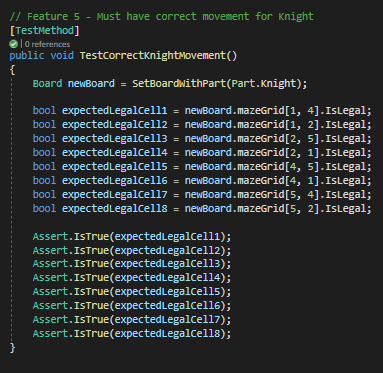 // Feature 5 - Must have correct movement for Knight
[TestMethod]
| 0 references
public void TestCorrectKnightMovement()
{
    Board newBoard = SetBoardWithPart(Part.Knight);

    bool expectedLegalCell1 = newBoard.mazeGrid[1, 4].IsLegal;
    bool expectedLegalCell2 = newBoard.mazeGrid[1, 2].IsLegal;
    bool expectedLegalCell3 = newBoard.mazeGrid[2, 5].IsLegal;
    bool expectedLegalCell4 = newBoard.mazeGrid[2, 1].IsLegal;
    bool expectedLegalCell5 = newBoard.mazeGrid[4, 5].IsLegal;
    bool expectedLegalCell6 = newBoard.mazeGrid[4, 1].IsLegal;
    bool expectedLegalCell7 = newBoard.mazeGrid[5, 4].IsLegal;
    bool expectedLegalCell8 = newBoard.mazeGrid[5, 2].IsLegal;

    Assert.IsTrue(expectedLegalCell1);
    Assert.IsTrue(expectedLegalCell2);
    Assert.IsTrue(expectedLegalCell3);
    Assert.IsTrue(expectedLegalCell4);
    Assert.IsTrue(expectedLegalCell5);
    Assert.IsTrue(expectedLegalCell6);
    Assert.IsTrue(expectedLegalCell7);
    Assert.IsTrue(expectedLegalCell8);
}